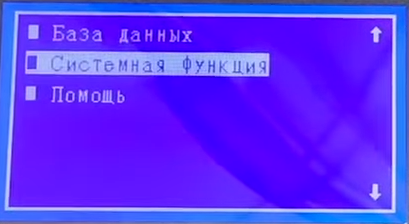 База данных
Системная функция
Помощь